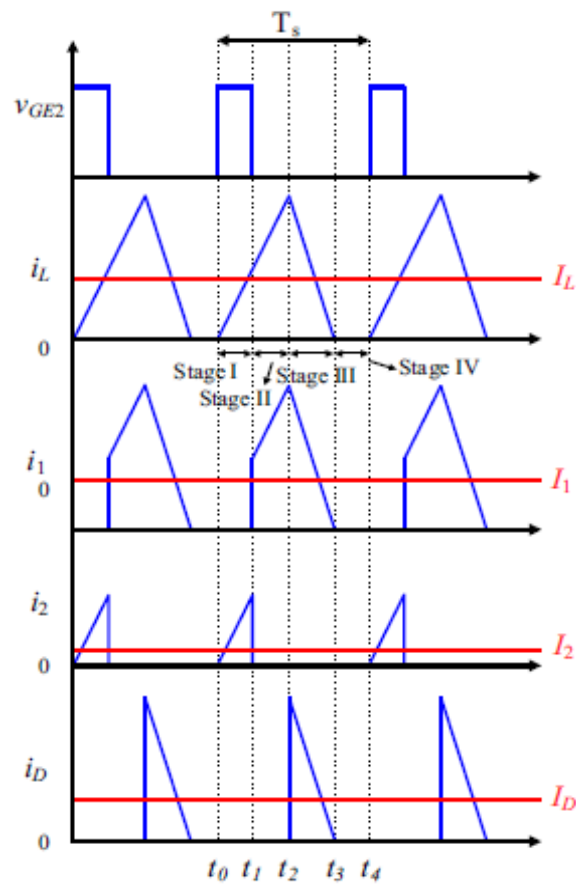 T_s
v_GE2
i_L
I_L
0
Stage I
Stage II
Stage III
Stage IV
i_1
0
I_1
i_2
I_2
0
i_D
I_D
0
t_0 t_1 t_2 t_3 t_4